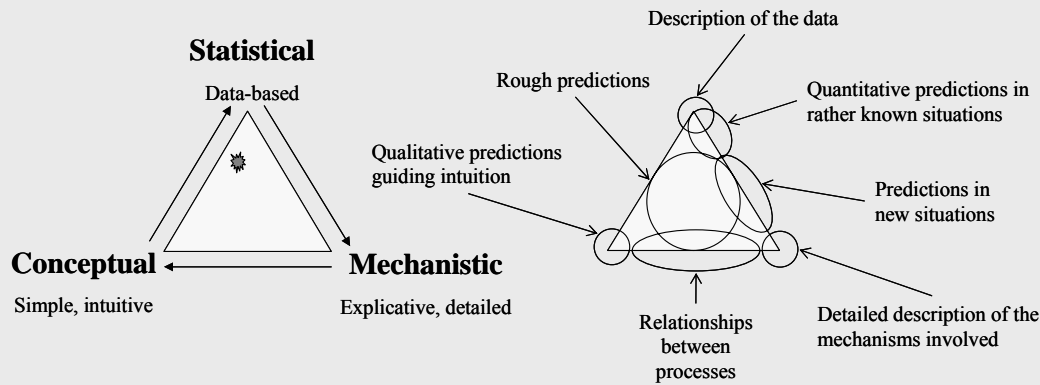 Statistical
Data-based
Conceptual
Simple, intuitive
Mechanistic
Explicative, detailed
Description of the data
Rough predictions
Quantitative predictions in
rather known situations
Qualitative predictions
guiding intuition
Predictions in
new situations
Relationships
between
processes
Detailed description of the
mechanisms involved